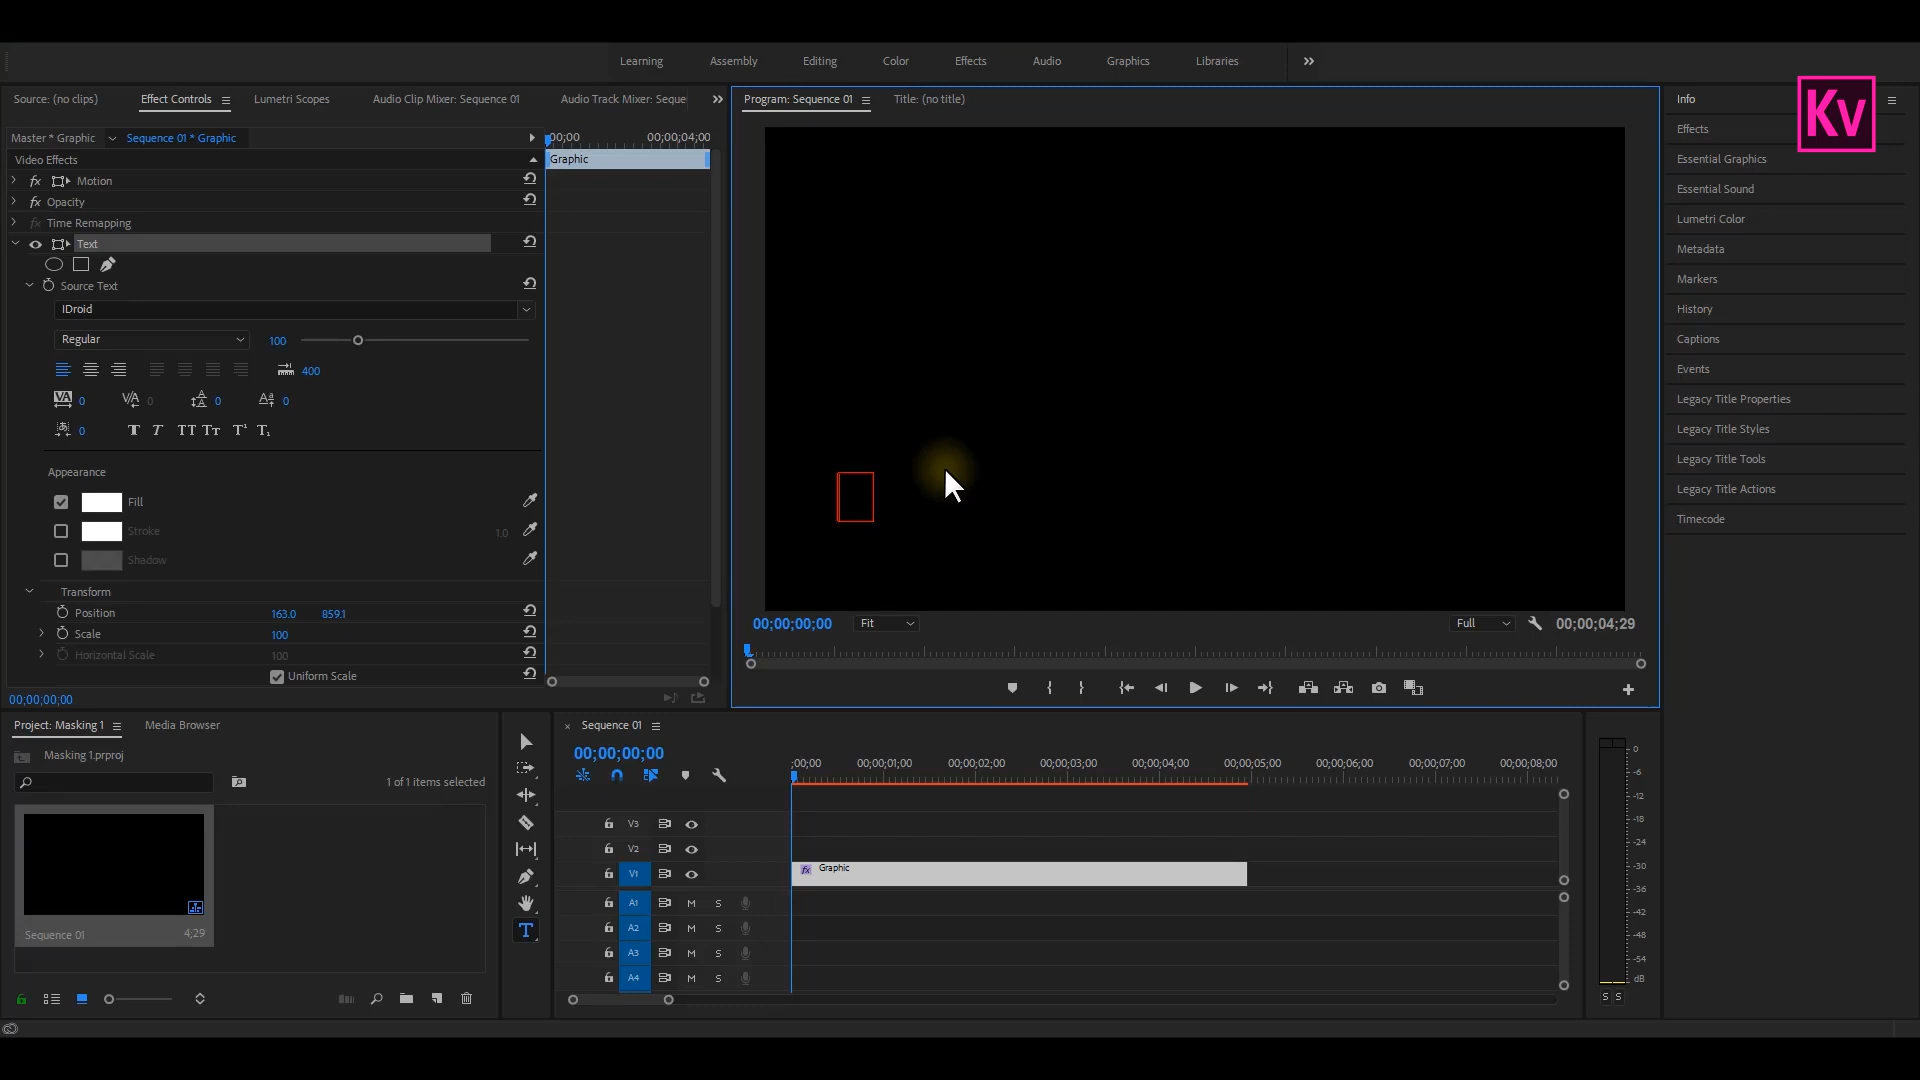 Learning Assembly Editing Color Effects Audio Graphics Libraries
Source: (no clips) Effect Controls Lumetri Scopes Audio Clip Mixer: Sequence 01 Audio Track Mixer: Seque
Program: Sequence 01 Title: (no title)
Info
Kv
Effects
Essential Graphics
Essential Sound
Lumetri Color
Metadata
Markers
History
Captions
Events
Legacy Title Properties
Legacy Title Styles
Legacy Title Tools
Legacy Title Actions
Timecode
Master * Graphic Sequence 01 * Graphic
00;00 00;00;04;00
Video Effects
Graphic
fx Motion
fx Opacity
fx Time Remapping
Text
Source Text
IDroid
Regular 100
400
0 0 0 0
0 T T TT Tt T¹ T₁
Appearance
Fill
Stroke 1.0
Shadow
Transform
Position 163.0 859.1
Scale 100
Horizontal Scale 100
Uniform Scale
00;00;00;00
00;00;00;00 Fit Full 00;00;04;29
Project: Masking 1 Media Browser
Masking 1.prproj
1 of 1 items selected
Sequence 01 4;29
Sequence 01
00;00;00;00
;00;00 00;00;01;00 00;00;02;00 00;00;03;00 00;00;04;00 00;00;05;00 00;00;06;00 00;00;07;00 00;00;08;00
V3
V2
V1 fx Graphic
A1 M S
A2 M S
A3 M S
A4 M S
0
-6
-12
-18
-24
-30
-36
-42
-48
-54
dB
S S